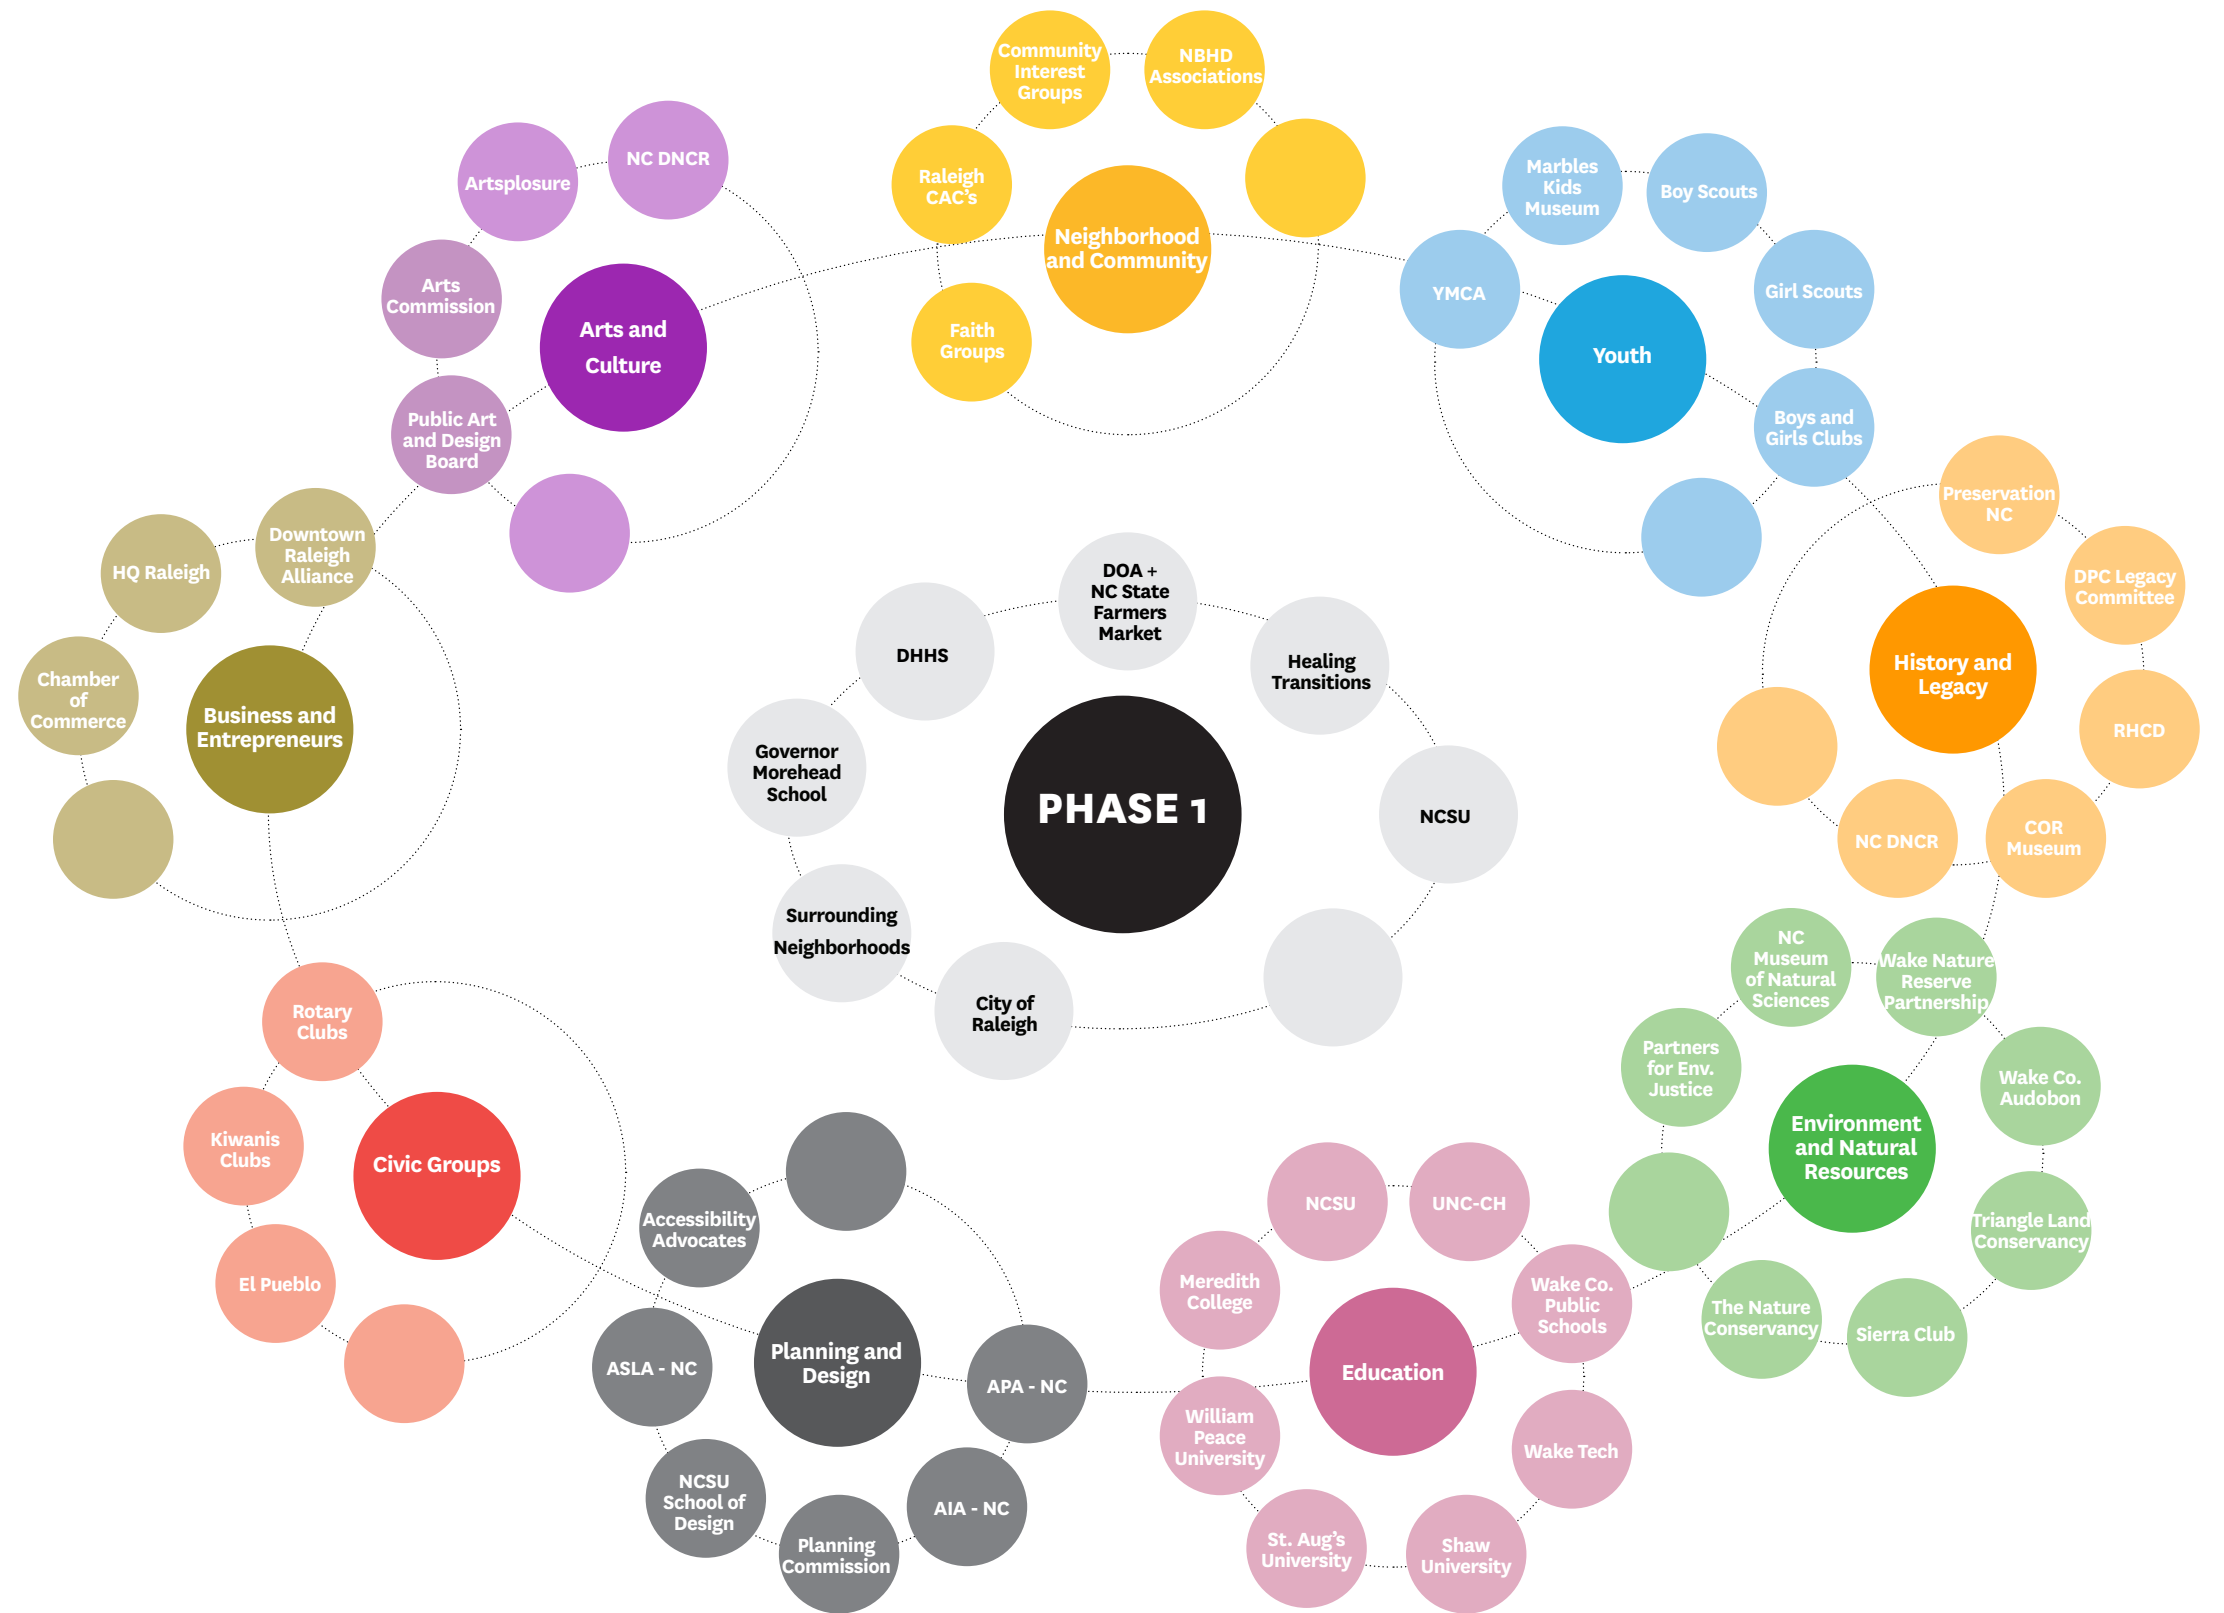 Community
Interest
Groups
NBHD
Associations
Raleigh
CAC’s
Faith
Groups
Neighborhood
and Community
Artsplosure
NC DNCR
Arts
Commission
Public Art
and Design
Board
Arts and
Culture
Marbles
Kids
Museum
Boy Scouts
YMCA
Girl Scouts
Boys and
Girls Clubs
Youth
HQ Raleigh
Downtown
Raleigh
Alliance
Chamber
of
Commerce
Business and
Entrepreneurs
Preservation
NC
DPC Legacy
Committee
RHCD
COR
Museum
NC DNCR
History and
Legacy
PHASE 1
DOA +
NC State
Farmers
Market
DHHS
Healing
Transitions
Governor
Morehead
School
NCSU
Surrounding
Neighborhoods
City of
Raleigh
Rotary
Clubs
Kiwanis
Clubs
El Pueblo
Civic Groups
NC
Museum
of Natural
Sciences
Wake Nature
Reserve
Partnership
Partners
for Env.
Justice
Wake Co.
Audobon
Triangle Land
Conservancy
Sierra Club
The Nature
Conservancy
Environment
and Natural
Resources
Accessibility
Advocates
ASLA - NC
NCSU
School of
Design
Planning
Commission
AIA - NC
APA - NC
Planning and
Design
NCSU
UNC-CH
Meredith
College
Wake Co.
Public
Schools
William
Peace
University
Wake Tech
St. Aug’s
University
Shaw
University
Education